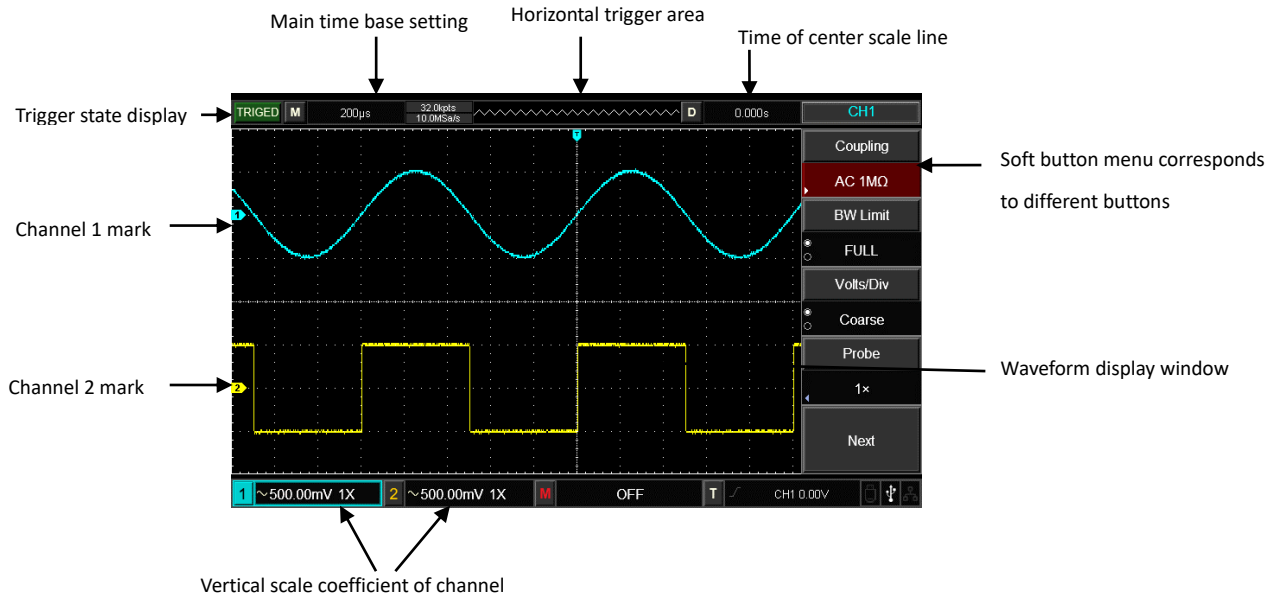 Main time base setting
Horizontal trigger area
Time of center scale line
Trigger state display
TRIGED M 200μs 32.0kpts D 0.000s CH1
10.0MSa/s
T
Coupling
Soft button menu corresponds
to different buttons
AC 1MΩ
1
Channel 1 mark
BW Limit
FULL
Volts/Div
Coarse
Probe
Waveform display window
Channel 2 mark
2
1×
Next
1 ~500.00mV 1X 2 ~500.00mV 1X M OFF T CH1 0.00V
Vertical scale coefficient of channel